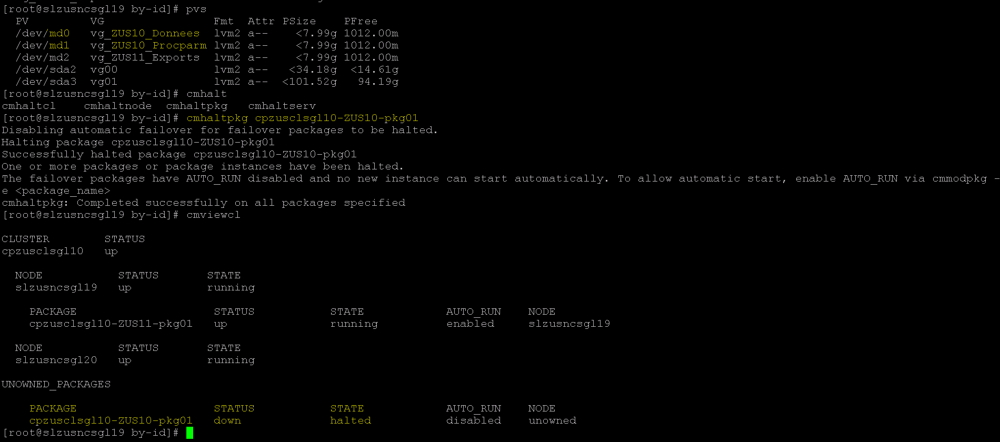 [root@slzusncsgl19 by-id]# pvs
  PV         VG                Fmt  Attr PSize    PFree
  /dev/md0   vg_ZUS10_Donnees  lvm2 a--    <7.99g 1012.00m
  /dev/md1   vg_ZUS10_Procparm lvm2 a--    <7.99g 1012.00m
  /dev/md2   vg_ZUS11_Exports  lvm2 a--    <7.99g 1012.00m
  /dev/sda2  vg00              lvm2 a--   <34.18g  <14.61g
  /dev/sda3  vg01              lvm2 a--  <101.52g   94.19g
[root@slzusncsgl19 by-id]# cmhalt
cmhaltcl    cmhaltnode  cmhaltpkg   cmhaltserv
[root@slzusncsgl19 by-id]# cmhaltpkg cpzusclsgl10-ZUS10-pkg01
Disabling automatic failover for failover packages to be halted.
Halting package cpzusclsgl10-ZUS10-pkg01
Successfully halted package cpzusclsgl10-ZUS10-pkg01
One or more packages or package instances have been halted.
The failover packages have AUTO_RUN disabled and no new instance can start automatically. To allow automatic start, enable AUTO_RUN via cmmodpkg -
e <package_name>
cmhaltpkg: Completed successfully on all packages specified
[root@slzusncsgl19 by-id]# cmviewcl
CLUSTER        STATUS
cpzusclsgl10   up
  NODE           STATUS       STATE
  slzusncsgl19   up           running
    PACKAGE                    STATUS           STATE            AUTO_RUN    NODE
    cpzusclsgl10-ZUS11-pkg01   up               running          enabled     slzusncsgl19
  NODE           STATUS       STATE
  slzusncsgl20   up           running
UNOWNED_PACKAGES
    PACKAGE                    STATUS           STATE            AUTO_RUN    NODE
    cpzusclsgl10-ZUS10-pkg01   down             halted           disabled    unowned
[root@slzusncsgl19 by-id]#